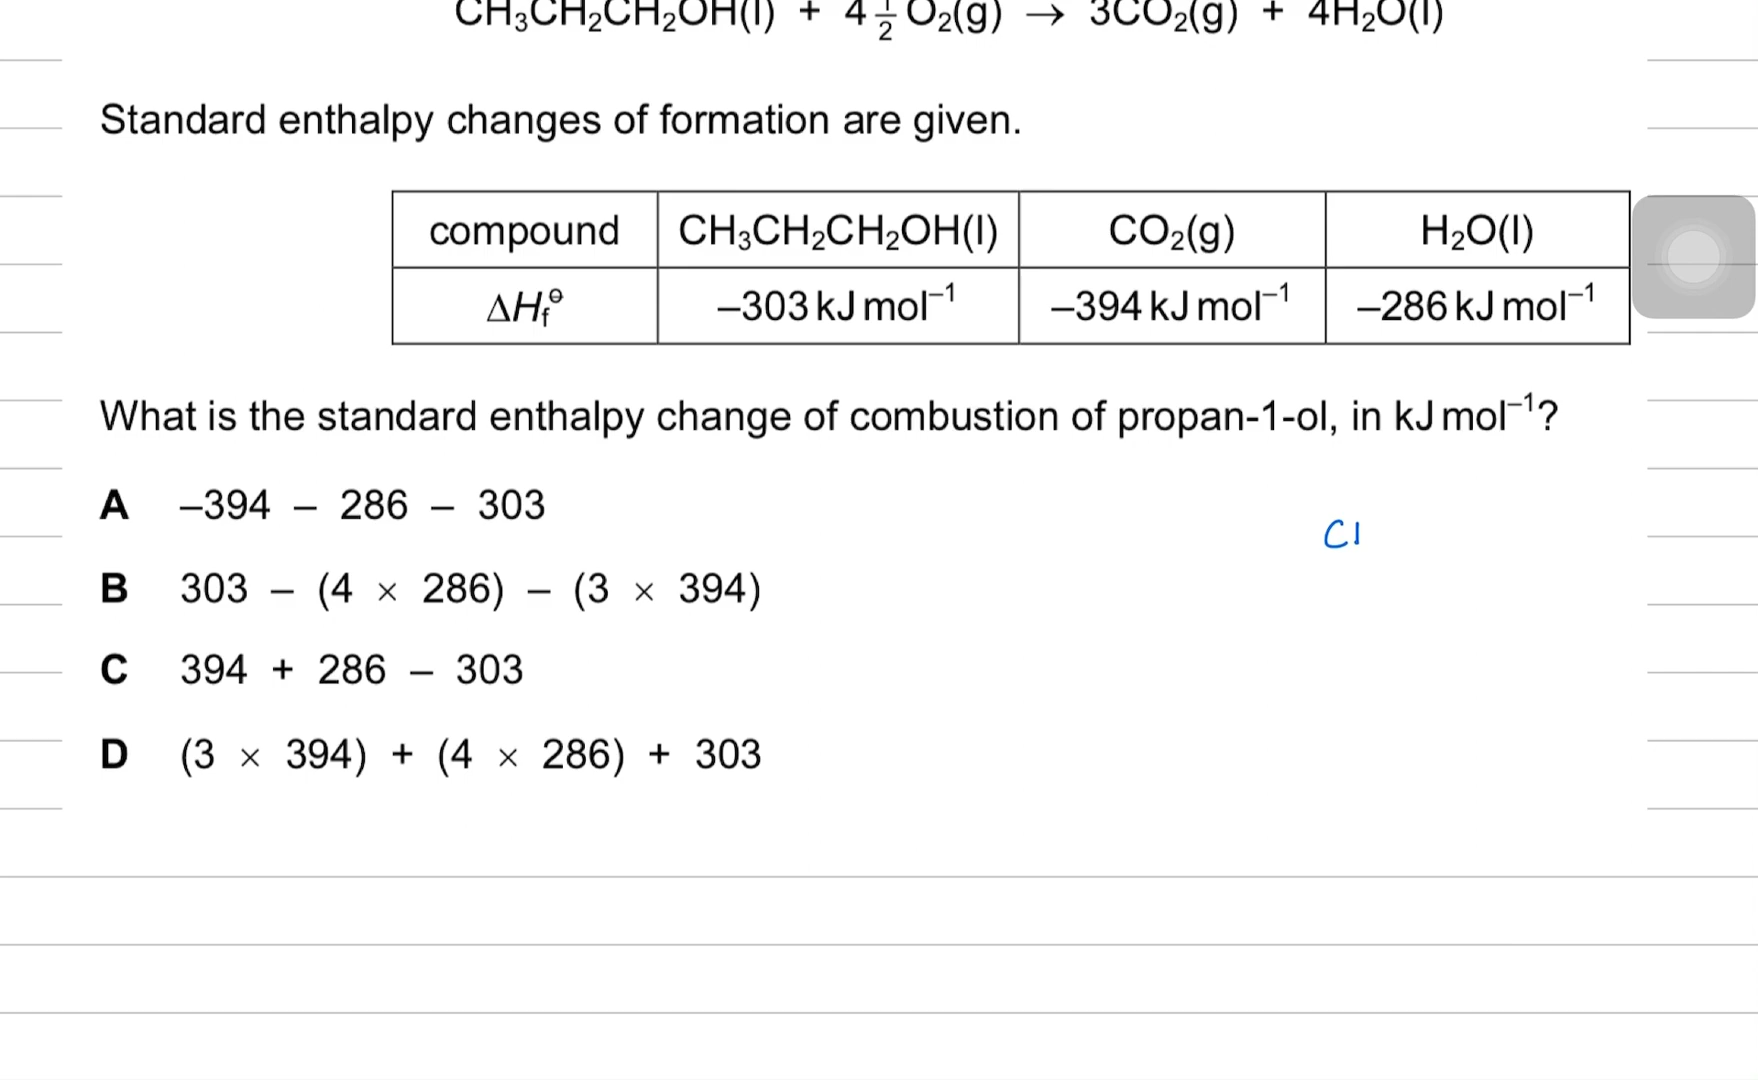 CH₃CH₂CH₂OH(l) + 4½O₂(g) → 3CO₂(g) + 4H₂O(l)
Standard enthalpy changes of formation are given.
compound CH₃CH₂CH₂OH(l) CO₂(g) H₂O(l)
ΔH_f^⦵ –303 kJ mol⁻¹ –394 kJ mol⁻¹ –286 kJ mol⁻¹
What is the standard enthalpy change of combustion of propan-1-ol, in kJ mol⁻¹?
A –394 – 286 – 303
CI
B 303 – (4 × 286) – (3 × 394)
C 394 + 286 – 303
D (3 × 394) + (4 × 286) + 303